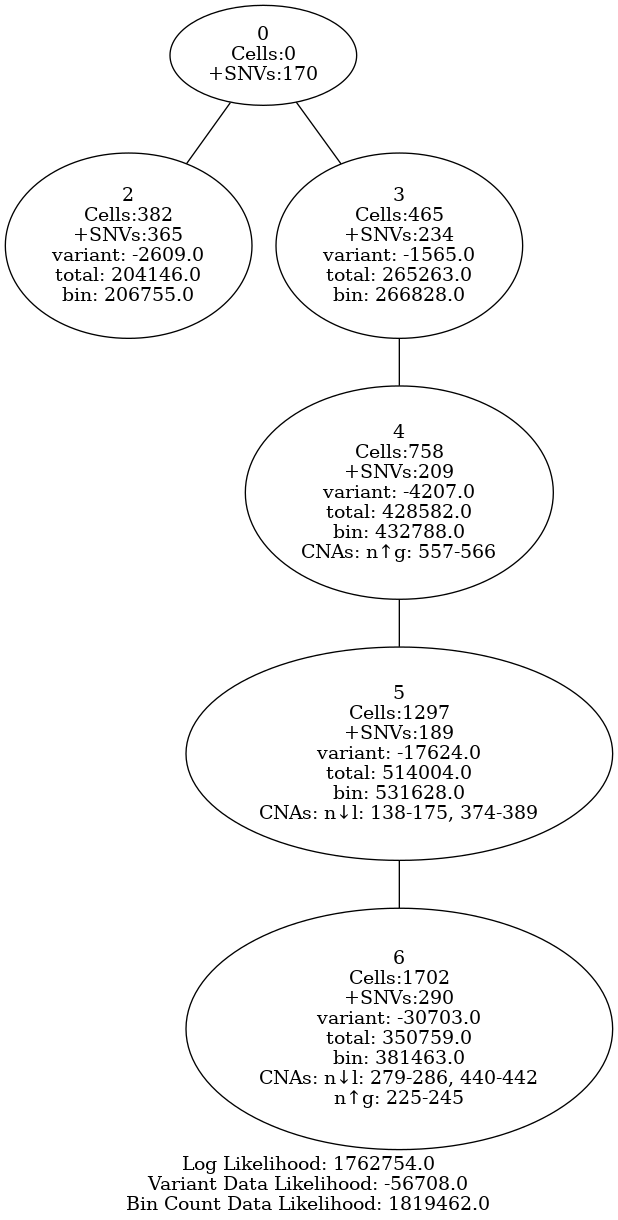 0
Cells:0
+SNVs:170
2
Cells:382
+SNVs:365
variant: -2609.0
total: 204146.0
bin: 206755.0
3
Cells:465
+SNVs:234
variant: -1565.0
total: 265263.0
bin: 266828.0
4
Cells:758
+SNVs:209
variant: -4207.0
total: 428582.0
bin: 432788.0
CNAs: n↑g: 557-566
5
Cells:1297
+SNVs:189
variant: -17624.0
total: 514004.0
bin: 531628.0
CNAs: n↓l: 138-175, 374-389
6
Cells:1702
+SNVs:290
variant: -30703.0
total: 350759.0
bin: 381463.0
CNAs: n↓l: 279-286, 440-442
n↑g: 225-245
Log Likelihood: 1762754.0
Variant Data Likelihood: -56708.0
Bin Count Data Likelihood: 1819462.0